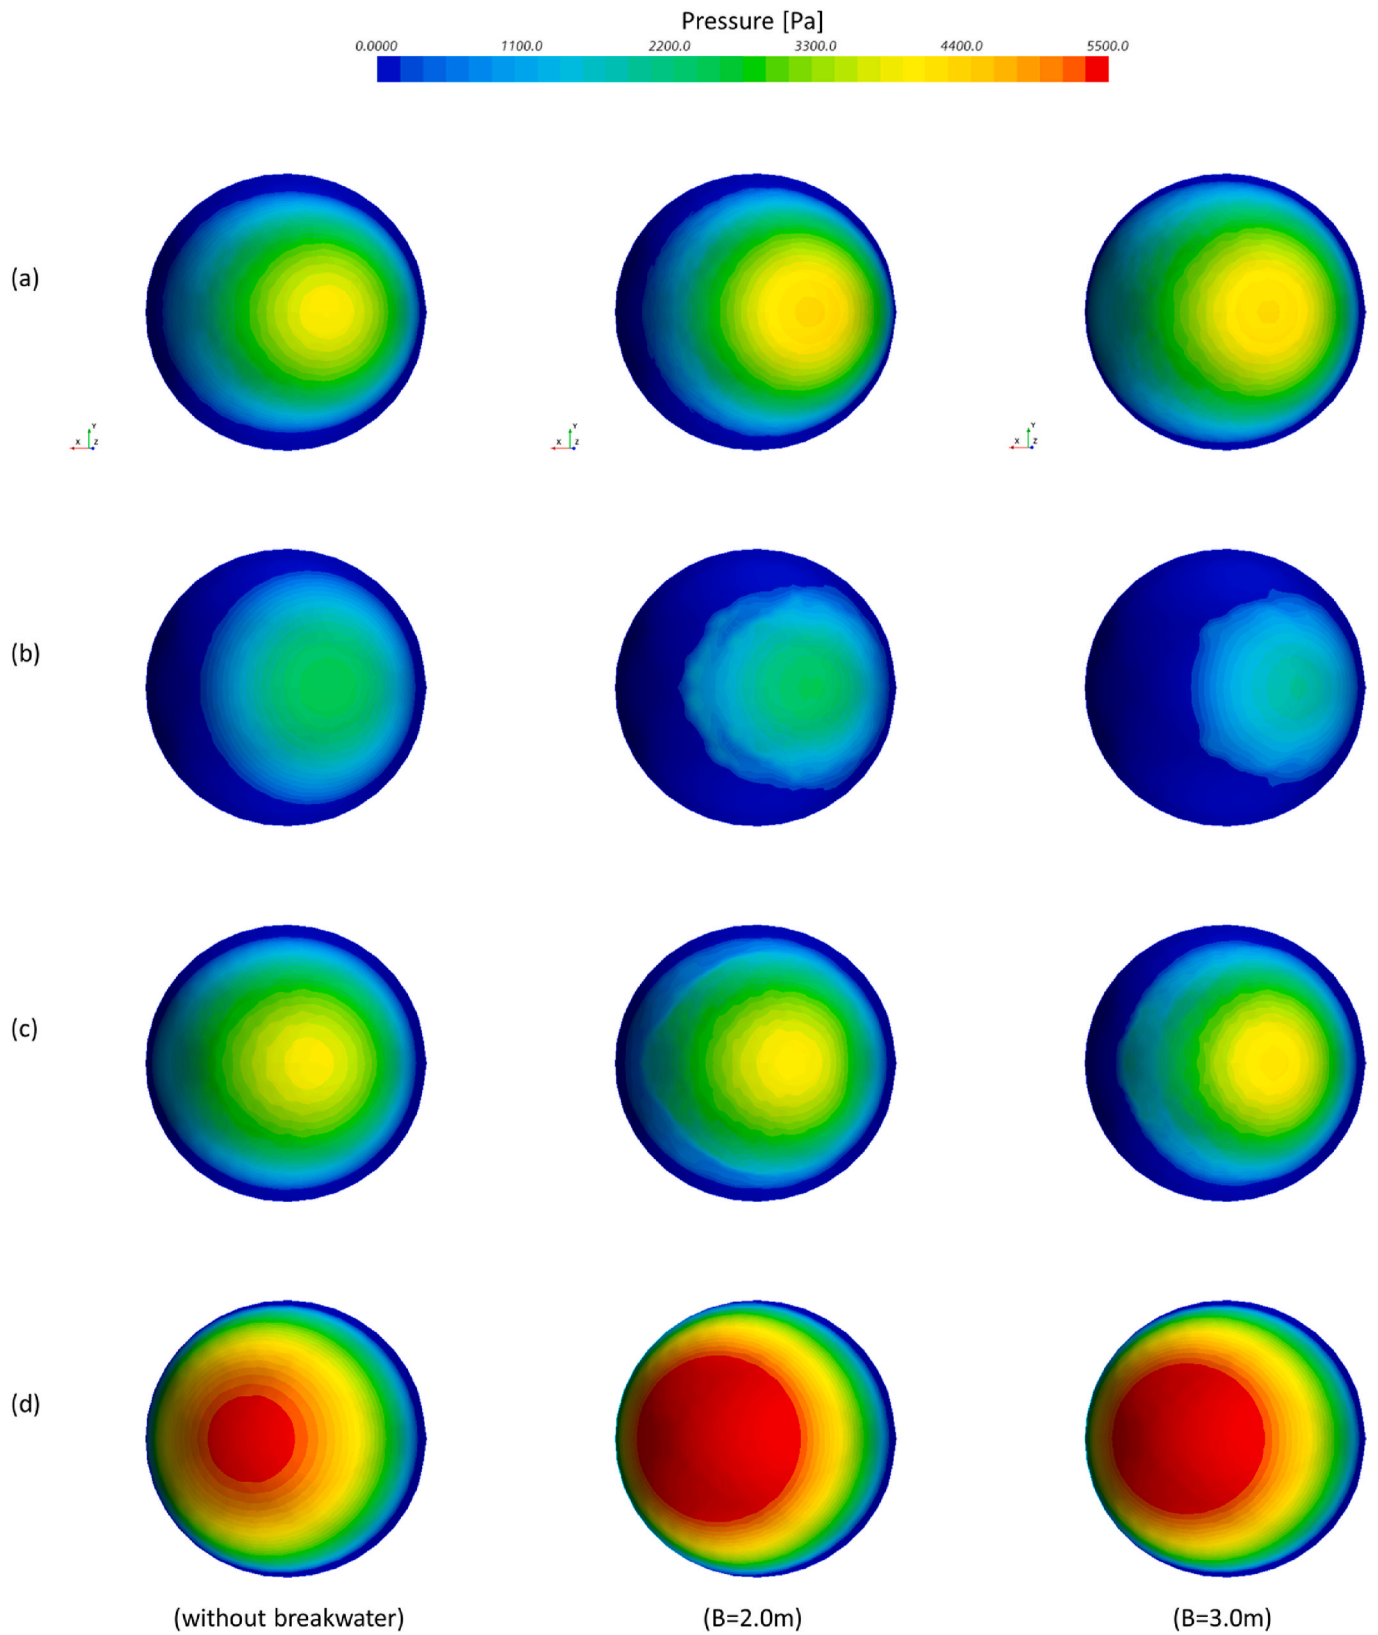 Pressure [Pa]
0.0000 1100.0 2200.0 3300.0 4400.0 5500.0
(a)
Y X Z Y X Z Y X Z
(b)
(c)
(d)
(without breakwater) (B=2.0m) (B=3.0m)